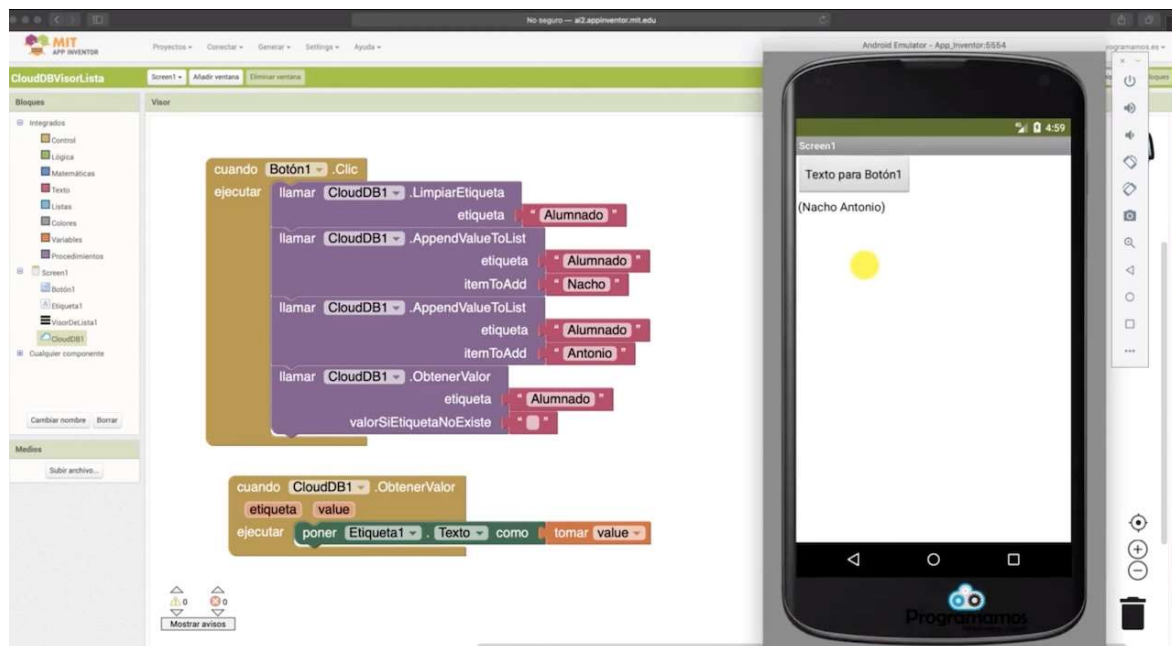 No seguro — ai2.appinventor.mit.edu
MIT
APP INVENTOR
Proyectos
Conectar
Generar
Settings
Ayuda
CloudDBVisorLista
Screen1
Añadir ventana
Eliminar ventana
Bloques
Integrados
Control
Lógica
Matemáticas
Texto
Listas
Colores
Variables
Procedimientos
Screen1
Botón1
Etiqueta1
VisorDeLista1
CloudDB1
Cualquier componente
Cambiar nombre Borrar
Medios
Subir archivo...
Visor
cuando Botón1 .Clic
ejecutar llamar CloudDB1 .LimpiarEtiqueta
etiqueta " Alumnado "
llamar CloudDB1 .AppendValueToList
etiqueta " Alumnado "
itemToAdd " Nacho "
llamar CloudDB1 .AppendValueToList
etiqueta " Alumnado "
itemToAdd " Antonio "
llamar CloudDB1 .ObtenerValor
etiqueta " Alumnado "
valorSiEtiquetaNoExiste " "
cuando CloudDB1 .ObtenerValor
etiqueta value
ejecutar poner Etiqueta1 . Texto como tomar value
0 0
Mostrar avisos
Android Emulator - App_Inventor:5554
4:59
Screen1
Texto para Botón1
(Nacho Antonio)
Programamos